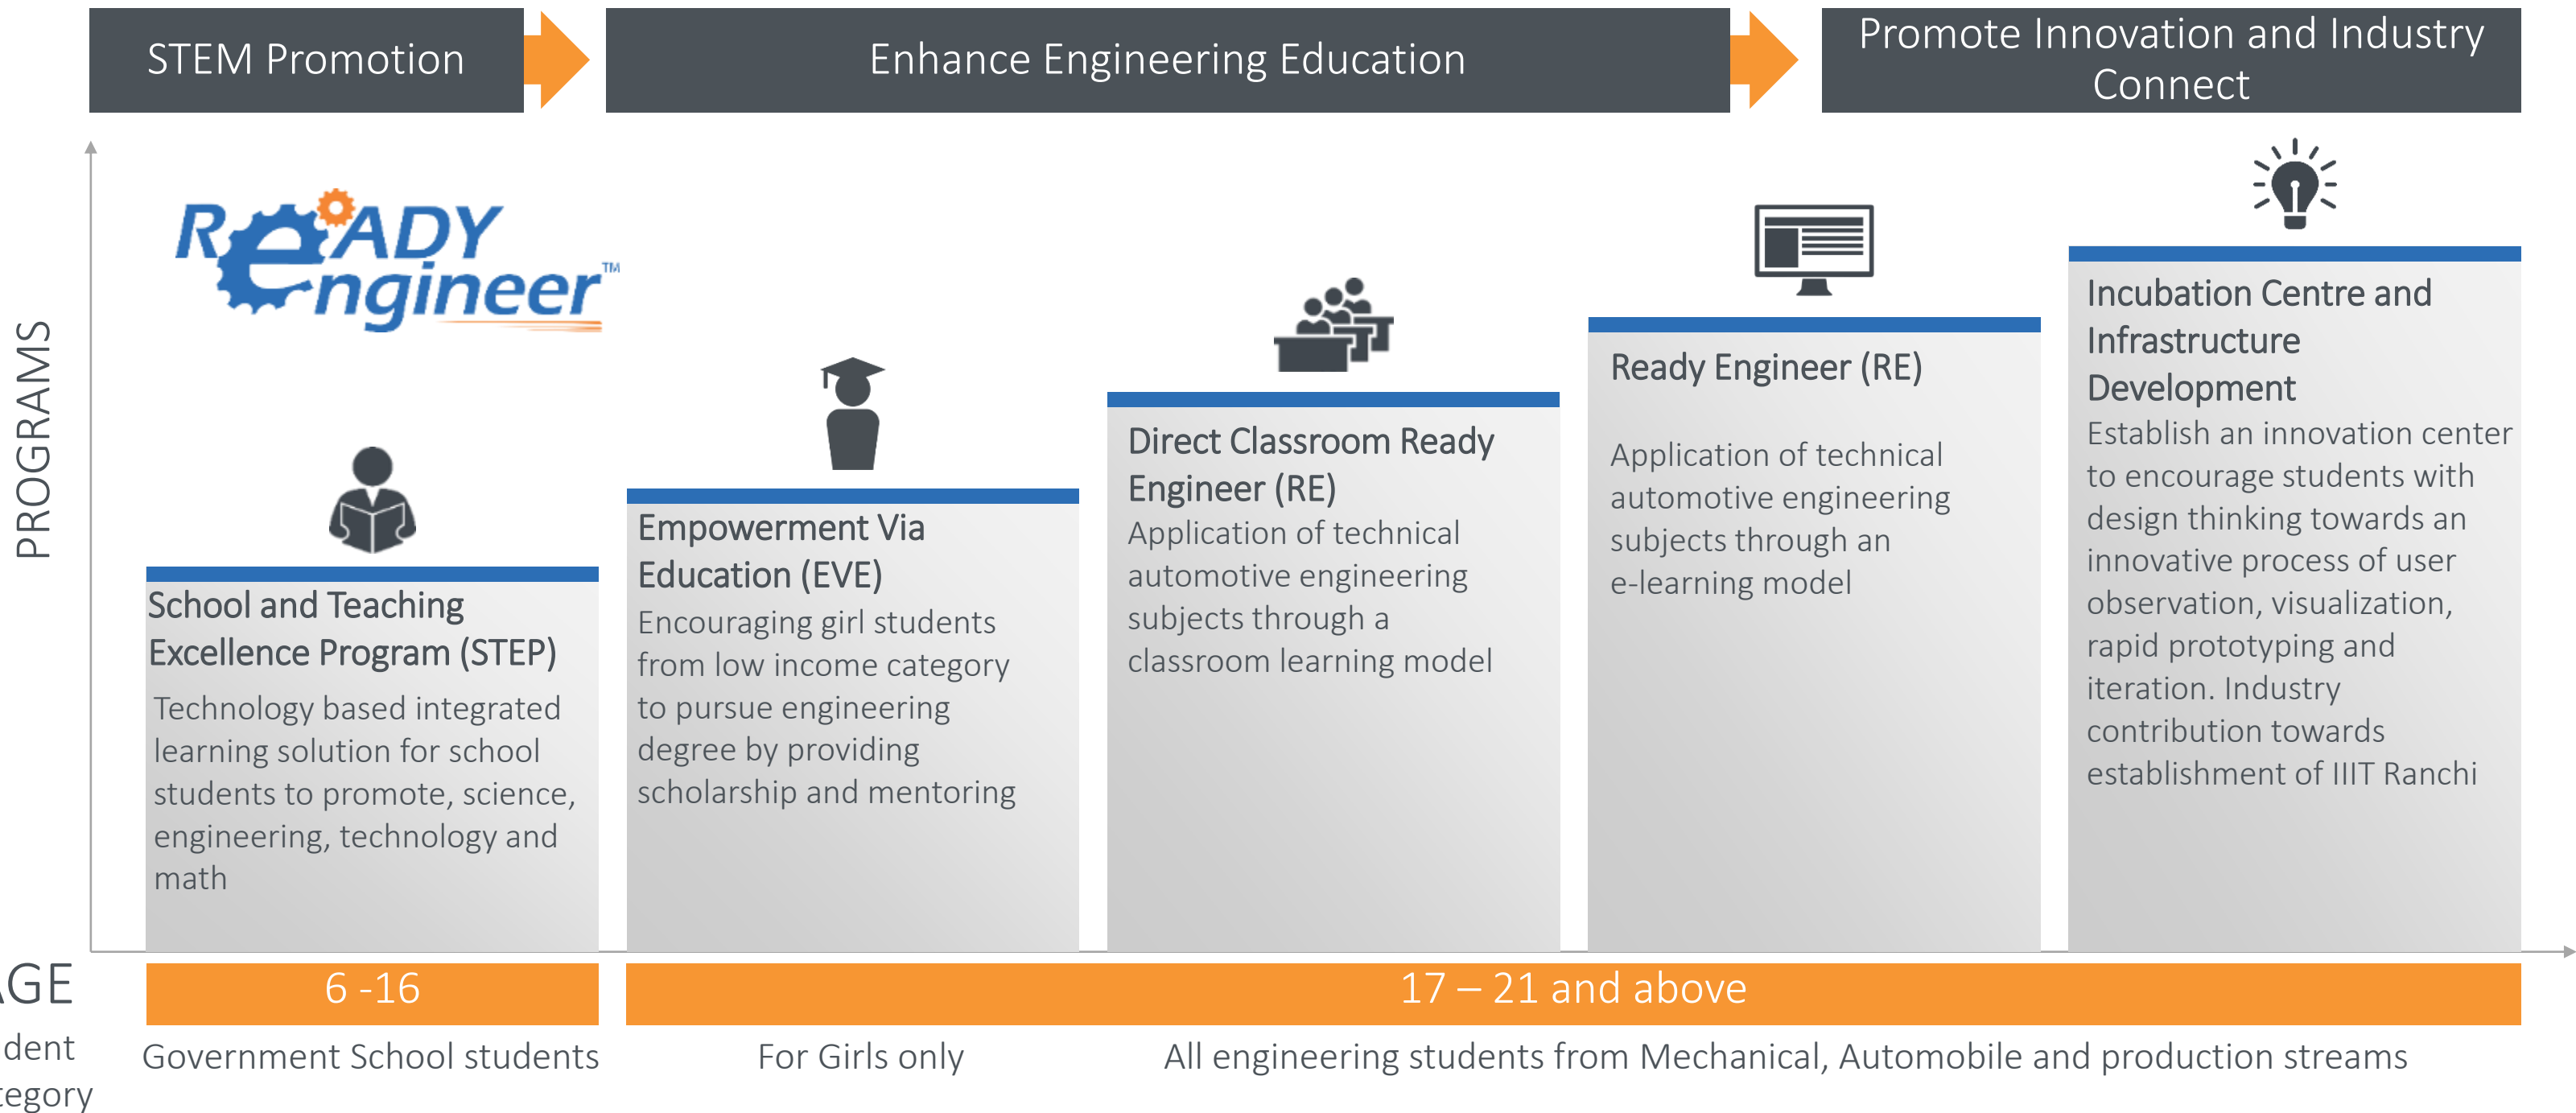 STEM Promotion
Enhance Engineering Education
Promote Innovation and Industry
Connect
ReADY
engineer™
PROGRAMS
School and Teaching
Excellence Program (STEP)
Technology based integrated
learning solution for school
students to promote, science,
engineering, technology and
math
Empowerment Via
Education (EVE)
Encouraging girl students
from low income category
to pursue engineering
degree by providing
scholarship and mentoring
Direct Classroom Ready
Engineer (RE)
Application of technical
automotive engineering
subjects through a
classroom learning model
Ready Engineer (RE)
Application of technical
automotive engineering
subjects through an
e-learning model
Incubation Centre and
Infrastructure
Development
Establish an innovation center
to encourage students with
design thinking towards an
innovative process of user
observation, visualization,
rapid prototyping and
iteration. Industry
contribution towards
establishment of IIIT Ranchi
AGE
6 -16
17 – 21 and above
dent
tegory
Government School students
For Girls only
All engineering students from Mechanical, Automobile and production streams